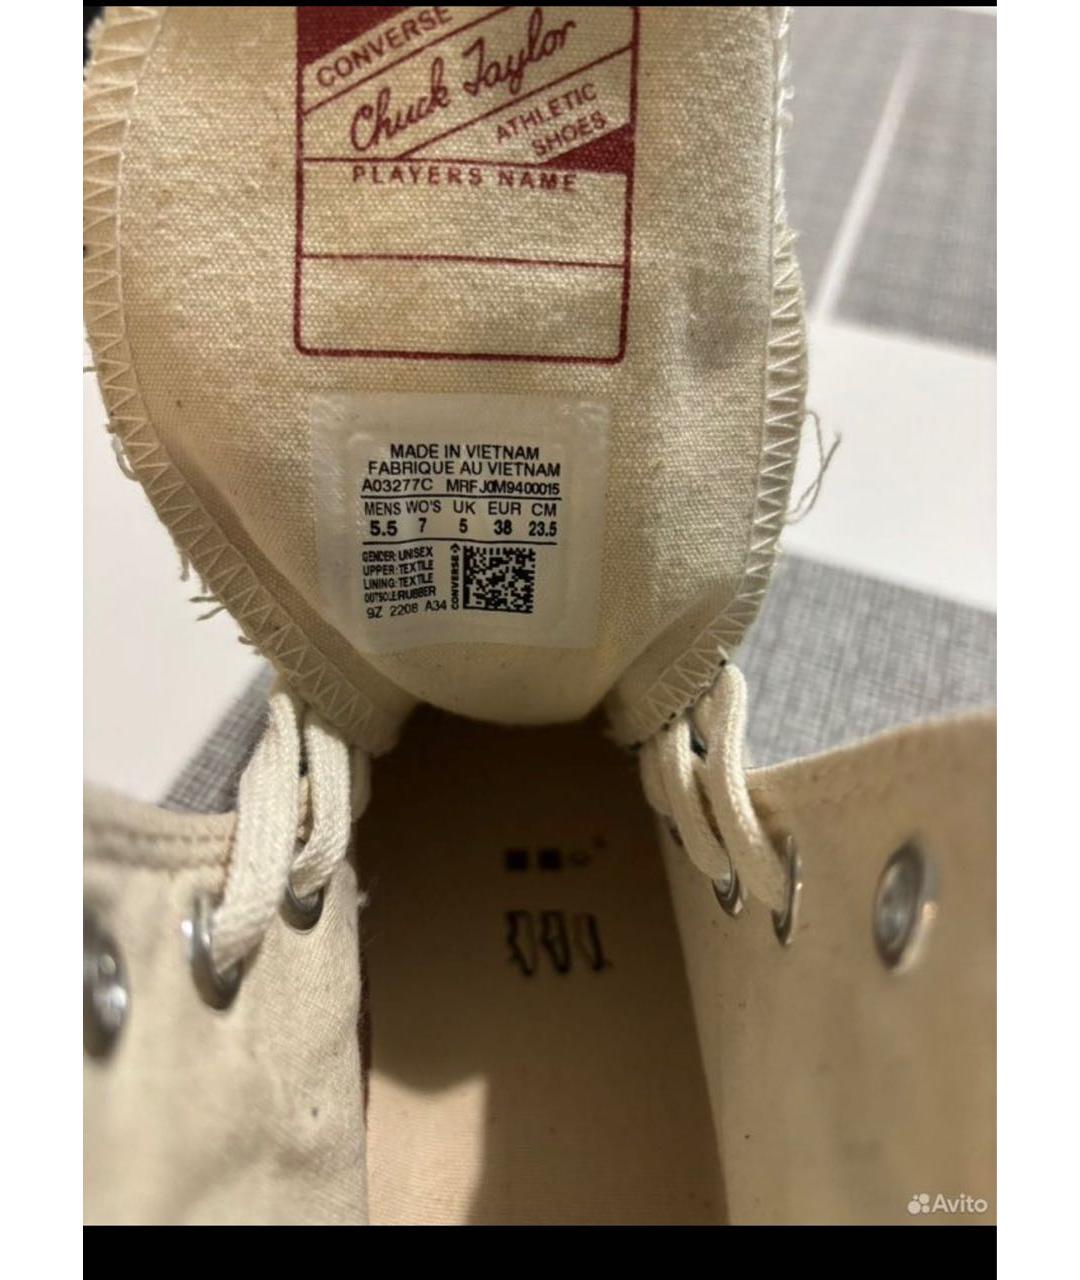 CONVERSE
Chuck Taylor
ATHLETIC
SHOES
PLAYERS NAME
MADE IN VIETNAM
FABRIQUE AU VIETNAM
A03277C MRFJ0M9400015
MENS WO'S UK EUR CM
5.5 7 5 38 23.5
GENDER: UNISEX
UPPER: TEXTILE
LINING: TEXTILE
OUTSOLE: RUBBER
9Z 2208 A34
CONVERSE
Avito